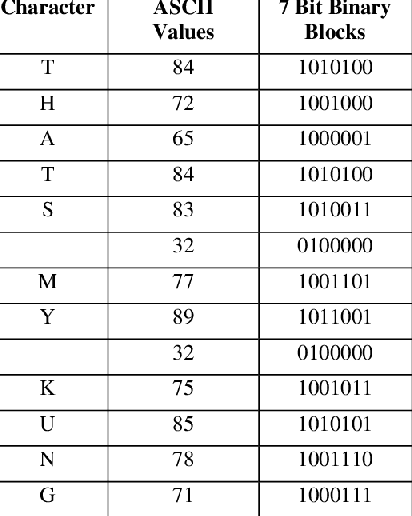 Character ASCII Values 7 Bit Binary Blocks
T 84 1010100
H 72 1001000
A 65 1000001
T 84 1010100
S 83 1010011
32 0100000
M 77 1001101
Y 89 1011001
32 0100000
K 75 1001011
U 85 1010101
N 78 1001110
G 71 1000111